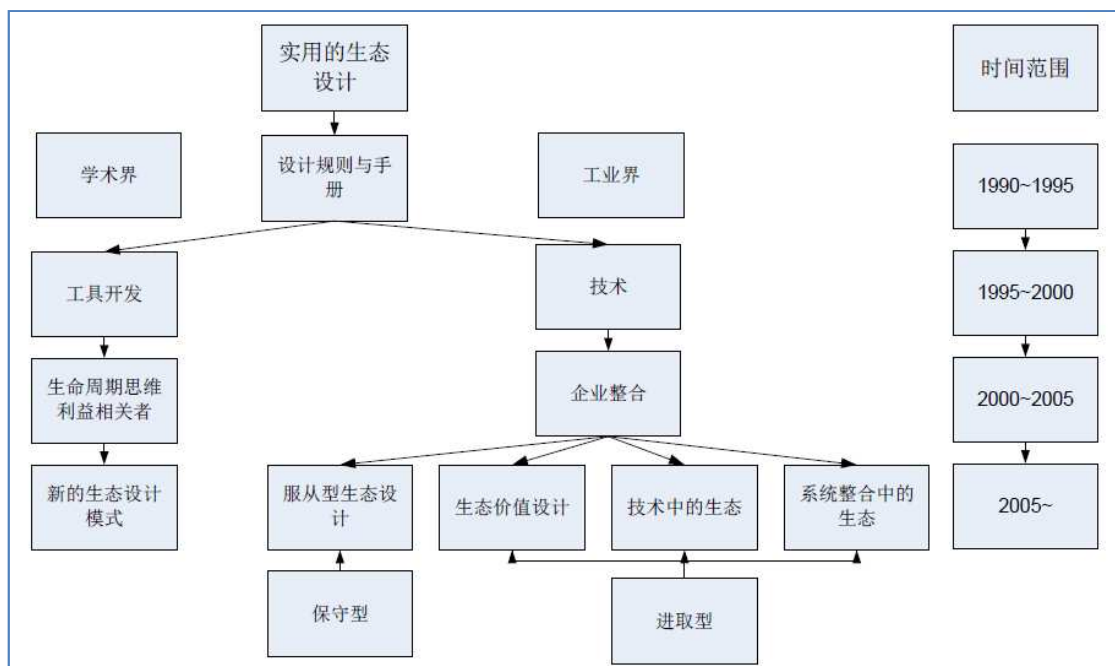 实用的生态
设计
时间范围
学术界
设计规则与手
册
工业界
1990~1995
工具开发
技术
1995~2000
生命周期思维
利益相关者
企业整合
2000~2005
新的生态设计
模式
服从型生态设
计
生态价值设计
技术中的生态
系统整合中的
生态
2005~
保守型
进取型